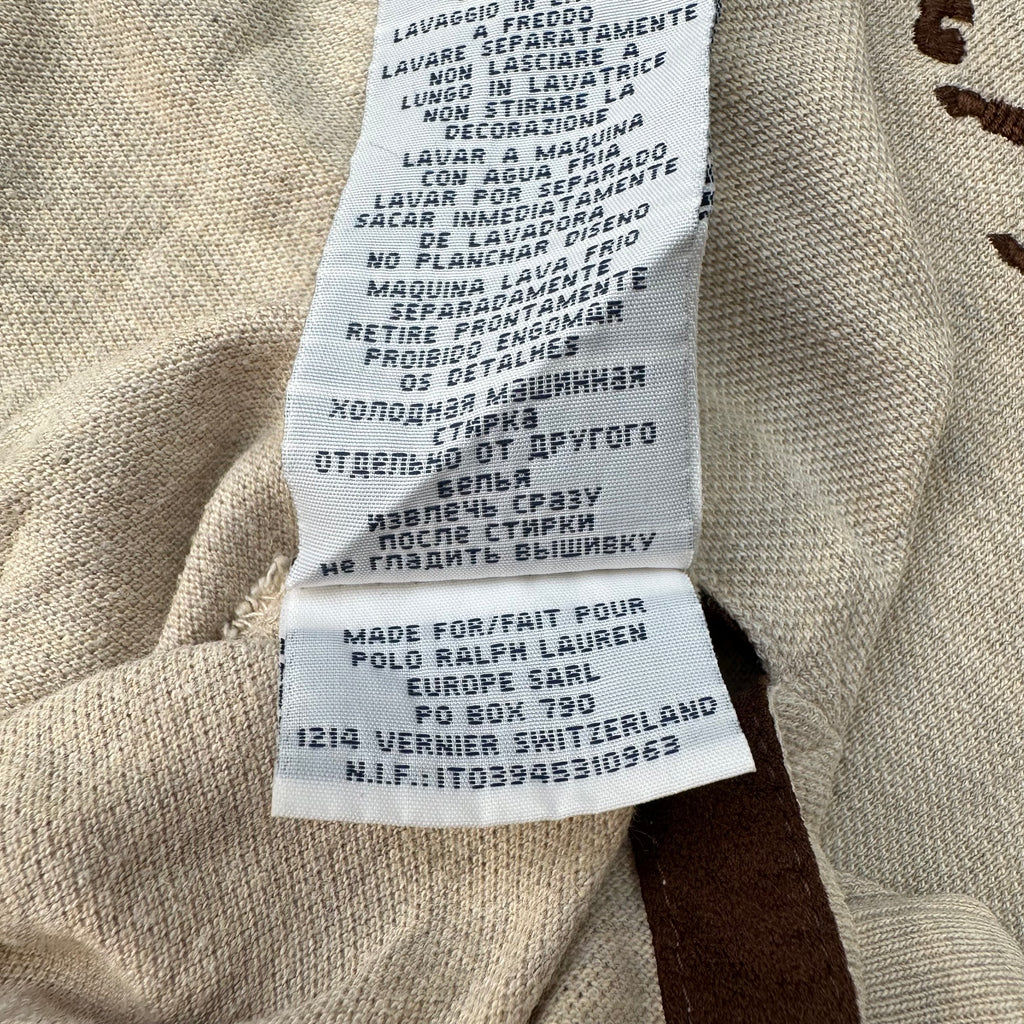 LAVAGGIO IN
A FREDDO
LAVARE SEPARATAMENTE
NON LASCIARE A
LUNGO IN LAVATRICE
NON STIRARE LA
DECORAZIONE
LAVAR A MAQUINA
CON AGUA FRIA
LAVAR POR SEPARADO
SACAR INMEDIATAMENTE
DE LAVADORA
NO PLANCHAR DISENO
MAQUINA LAVA FRIO
SEPARADAMENTE
RETIRE PRONTAMENTE
PROIBIDO ENGOMAR
OS DETALHES
ХОЛОДНАЯ МАШИННАЯ
СТИРКА
ОТДЕЛЬНО ОТ ДРУГОГО
БЕЛЬЯ
ИЗВЛЕЧЬ СРАЗУ
ПОСЛЕ СТИРКИ
НЕ ГЛАДИТЬ ВЫШИВКУ
MADE FOR/FAIT POUR
POLO RALPH LAUREN
EUROPE SARL
PO BOX 790
1214 VERNIER SWITZERLAND
N.I.F.:IT03945310963